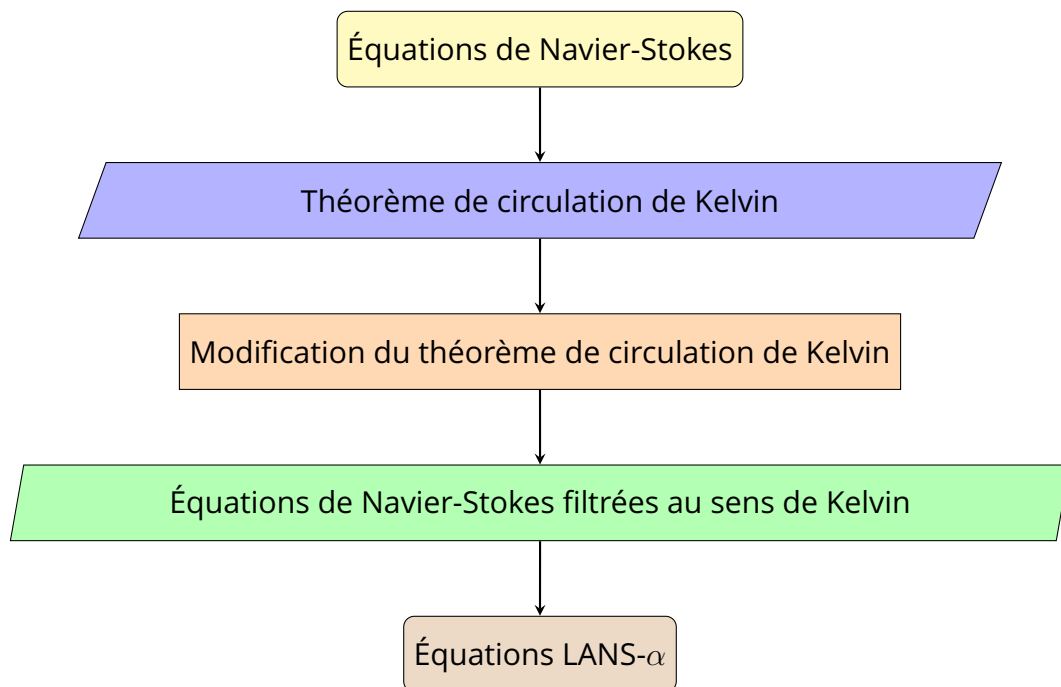 Équations de Navier-Stokes
Théorème de circulation de Kelvin
Modification du théorème de circulation de Kelvin
Équations de Navier-Stokes filtrées au sens de Kelvin
Équations LANS-α